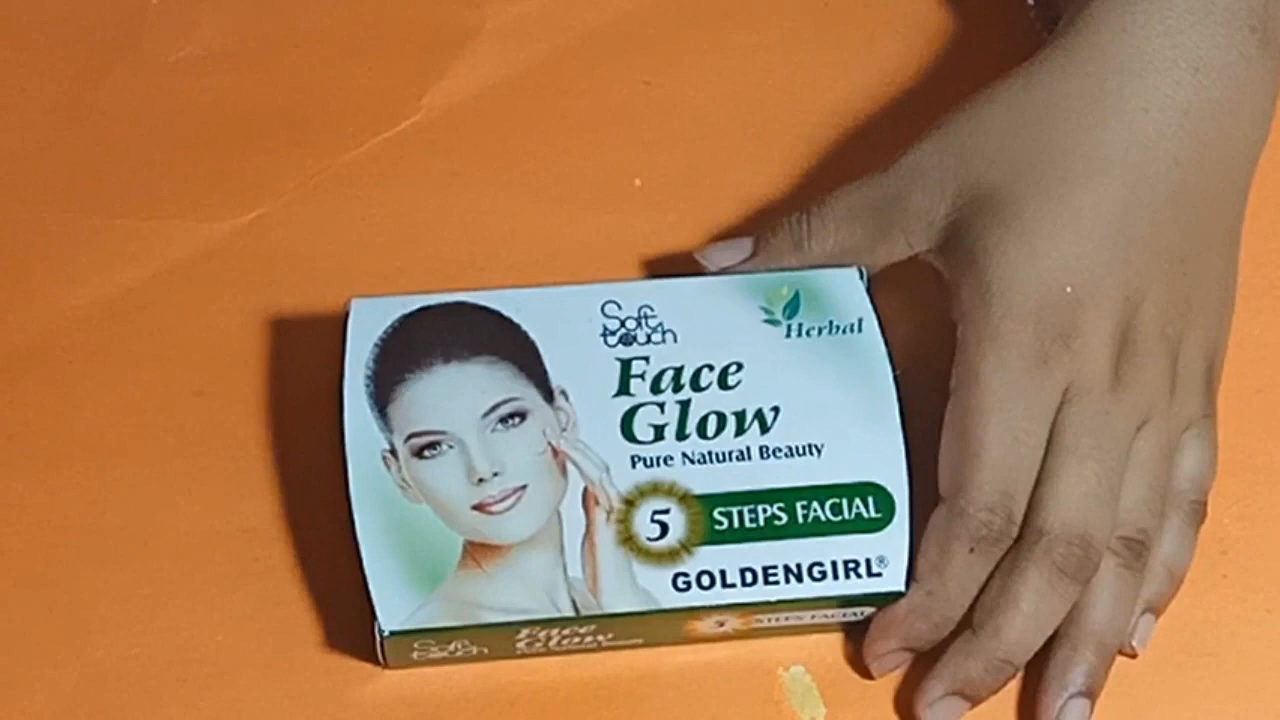 Soft
touch
Herbal
Face
Glow
Pure Natural Beauty
5 STEPS FACIAL
GOLDENGIRL®
Soft
touch
Face
Glow
5 STEPS FACIAL